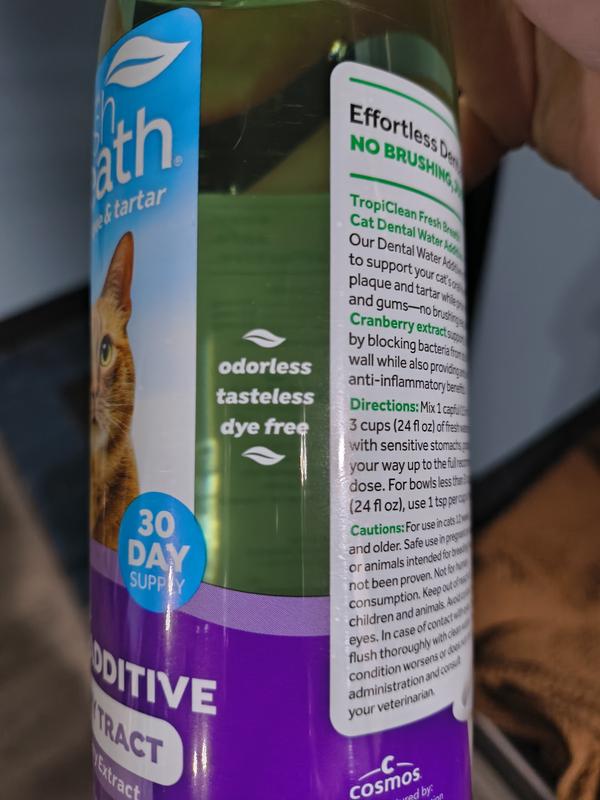 ath®
& tartar
odorless
tasteless
dye free
30
DAY
SUPPLY
ADDITIVE
TRACT
Extract
Effortless
NO BRUSHING,
TropiClean Fresh
Cat Dental Water
Our Dental Water
to support your cat's
plaque and tartar while
and gums—no brushing
Cranberry extract
by blocking bacteria from
wall while also providing
anti-inflammatory
Directions: Mix 1 capful
3 cups (24 fl oz) of fresh
with sensitive stomachs,
your way up to the full
dose. For bowls less than
(24 fl oz), use 1 tsp per
Cautions: For use in cats 12
and older. Safe use in
or animals intended for
not been proven. Not for
consumption. Keep out of
children and animals. Avoid
eyes. In case of contact with
flush thoroughly with clean
condition worsens or does
administration and consult
your veterinarian.
cosmos
by: